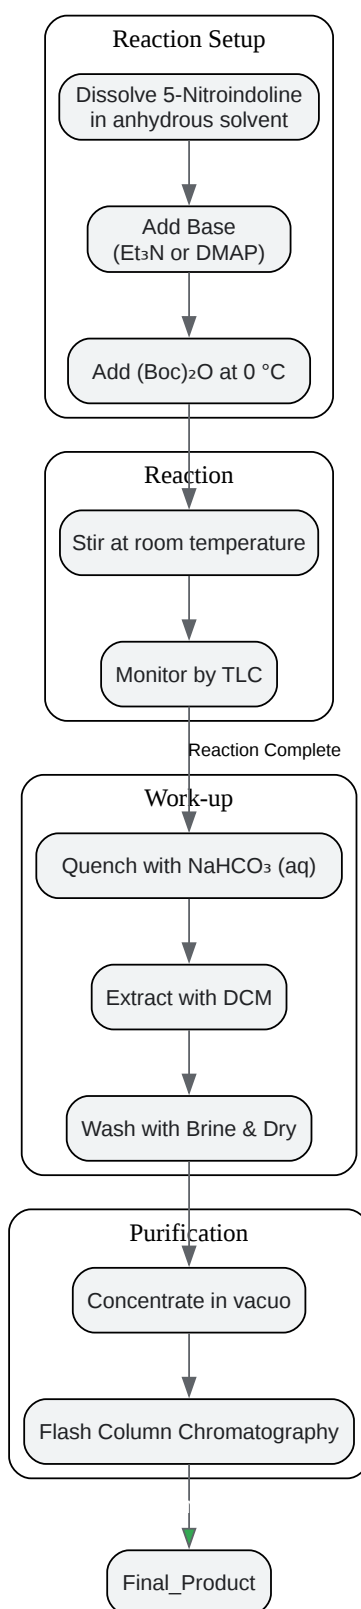 Reaction Setup
Dissolve 5-Nitroindoline
in anhydrous solvent
Add Base
(Et₃N or DMAP)
Add (Boc)₂O at 0 °C
Reaction
Stir at room temperature
Monitor by TLC
Reaction Complete
Work-up
Quench with NaHCO₃ (aq)
Extract with DCM
Wash with Brine & Dry
Purification
Concentrate in vacuo
Flash Column Chromatography
Final_Product